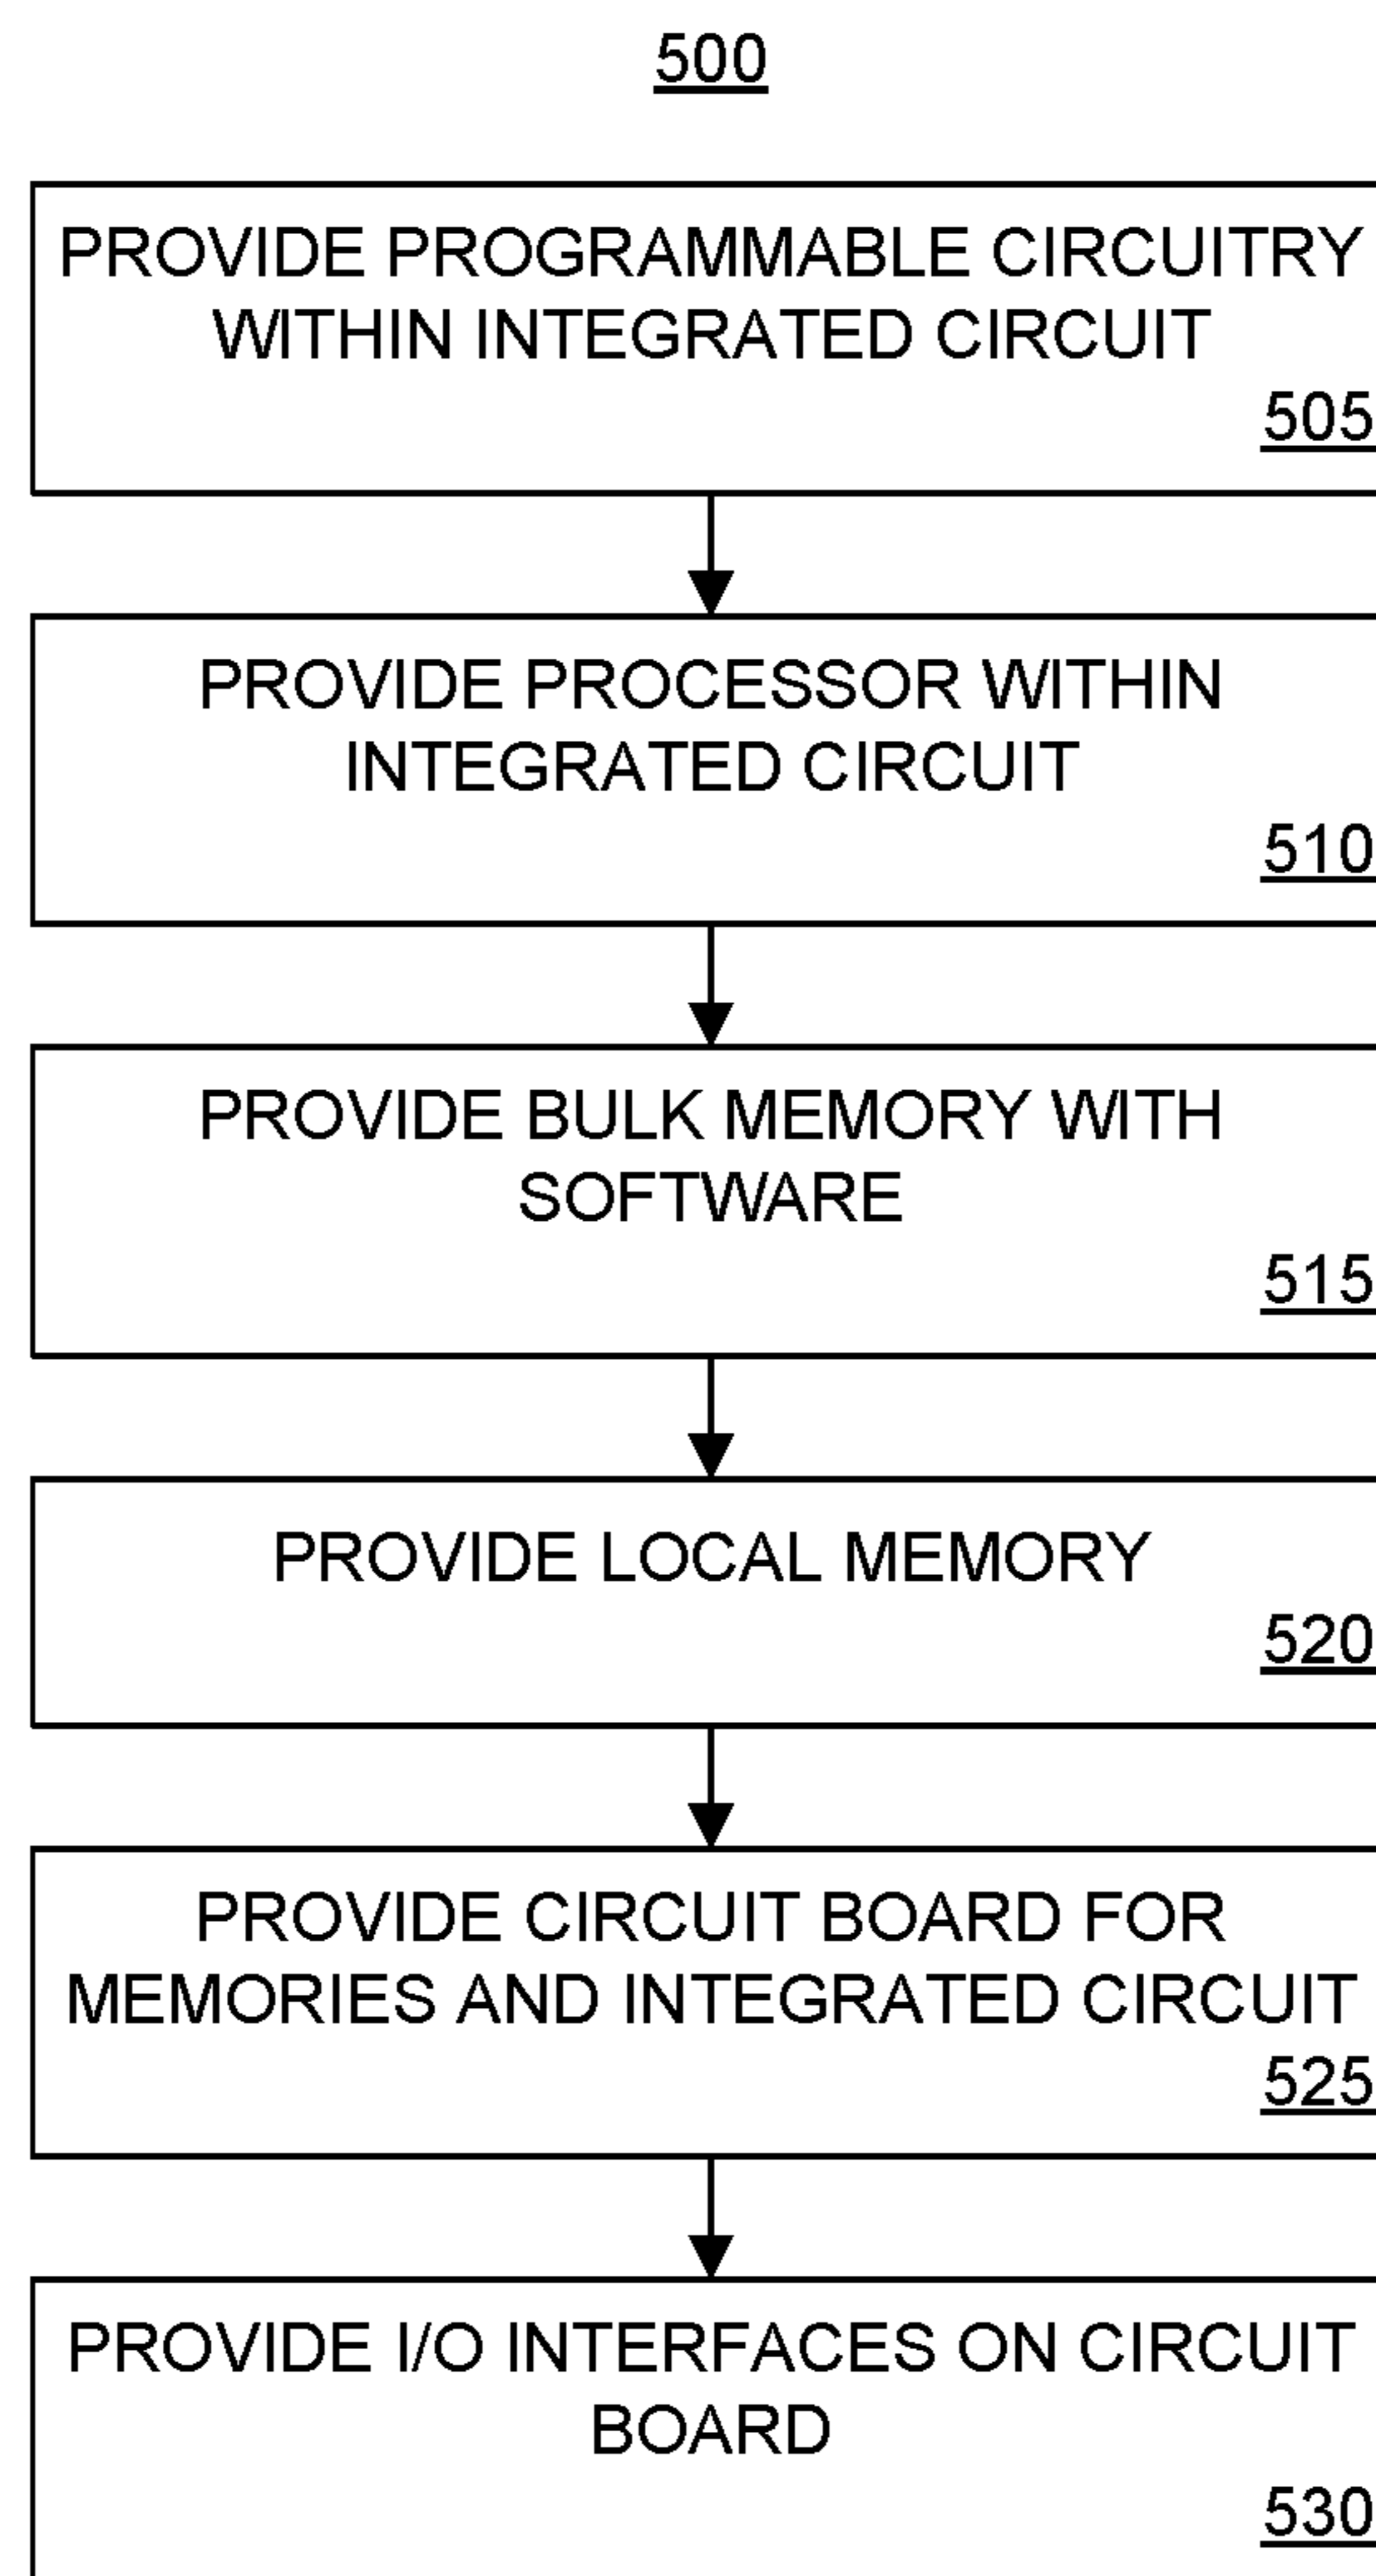 500
PROVIDE PROGRAMMABLE CIRCUITRY
WITHIN INTEGRATED CIRCUIT
505
PROVIDE PROCESSOR WITHIN
INTEGRATED CIRCUIT
510
PROVIDE BULK MEMORY WITH
SOFTWARE
515
PROVIDE LOCAL MEMORY
520
PROVIDE CIRCUIT BOARD FOR
MEMORIES AND INTEGRATED CIRCUIT
525
PROVIDE I/O INTERFACES ON CIRCUIT
BOARD
530